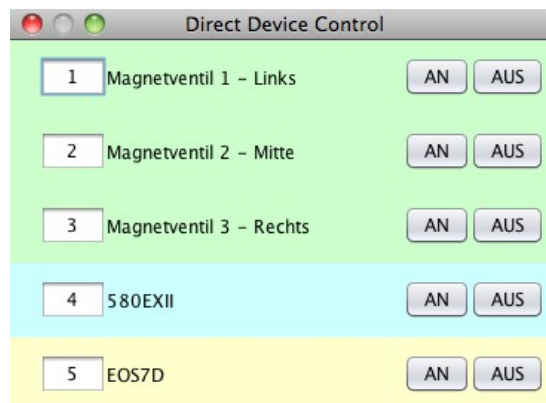 Direct Device Control
1 Magnetventil 1 – Links AN AUS
2 Magnetventil 2 – Mitte AN AUS
3 Magnetventil 3 – Rechts AN AUS
4 580EXII AN AUS
5 EOS7D AN AUS